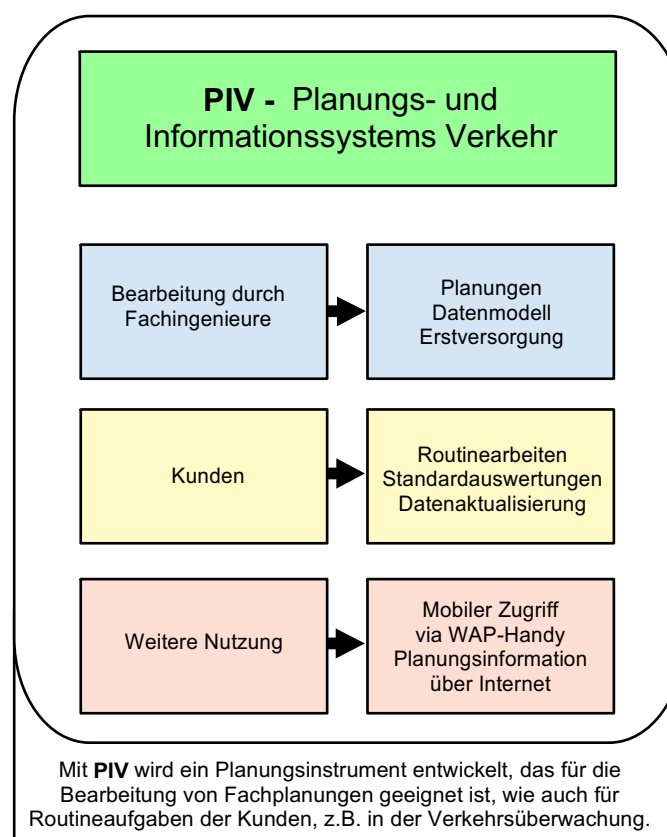 PIV - Planungs- und
Informationssystems Verkehr
Bearbeitung durch
Fachingenieure
Planungen
Datenmodell
Erstversorgung
Kunden
Routinearbeiten
Standardauswertungen
Datenaktualisierung
Weitere Nutzung
Mobiler Zugriff
via WAP-Handy
Planungsinformation
über Internet
Mit PIV wird ein Planungsinstrument entwickelt, das für die
Bearbeitung von Fachplanungen geeignet ist, wie auch für
Routineaufgaben der Kunden, z.B. in der Verkehrsüberwachung.